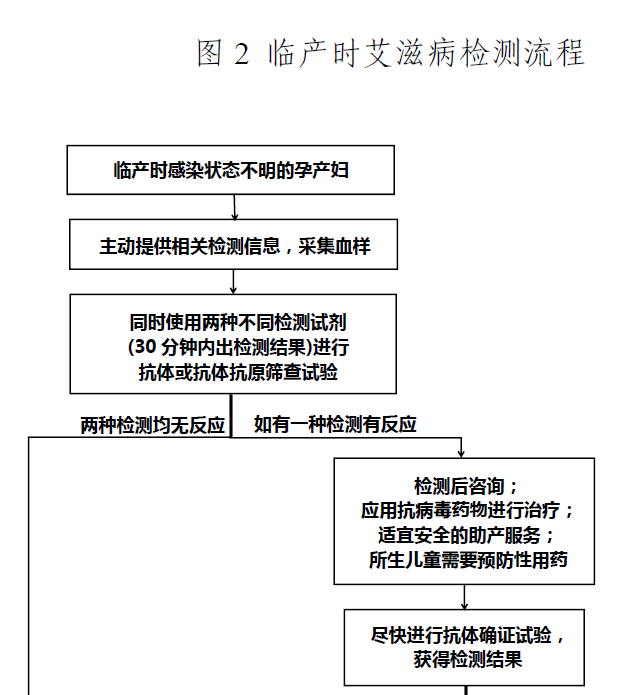 图 2 临产时艾滋病检测流程
临产时感染状态不明的孕产妇
主动提供相关检测信息，采集血样
同时使用两种不同检测试剂
(30 分钟内出检测结果)进行
抗体或抗体抗原筛查试验
两种检测均无反应
如有一种检测有反应
检测后咨询；
应用抗病毒药物进行治疗；
适宜安全的助产服务；
所生儿童需要预防性用药
尽快进行抗体确证试验，
获得检测结果